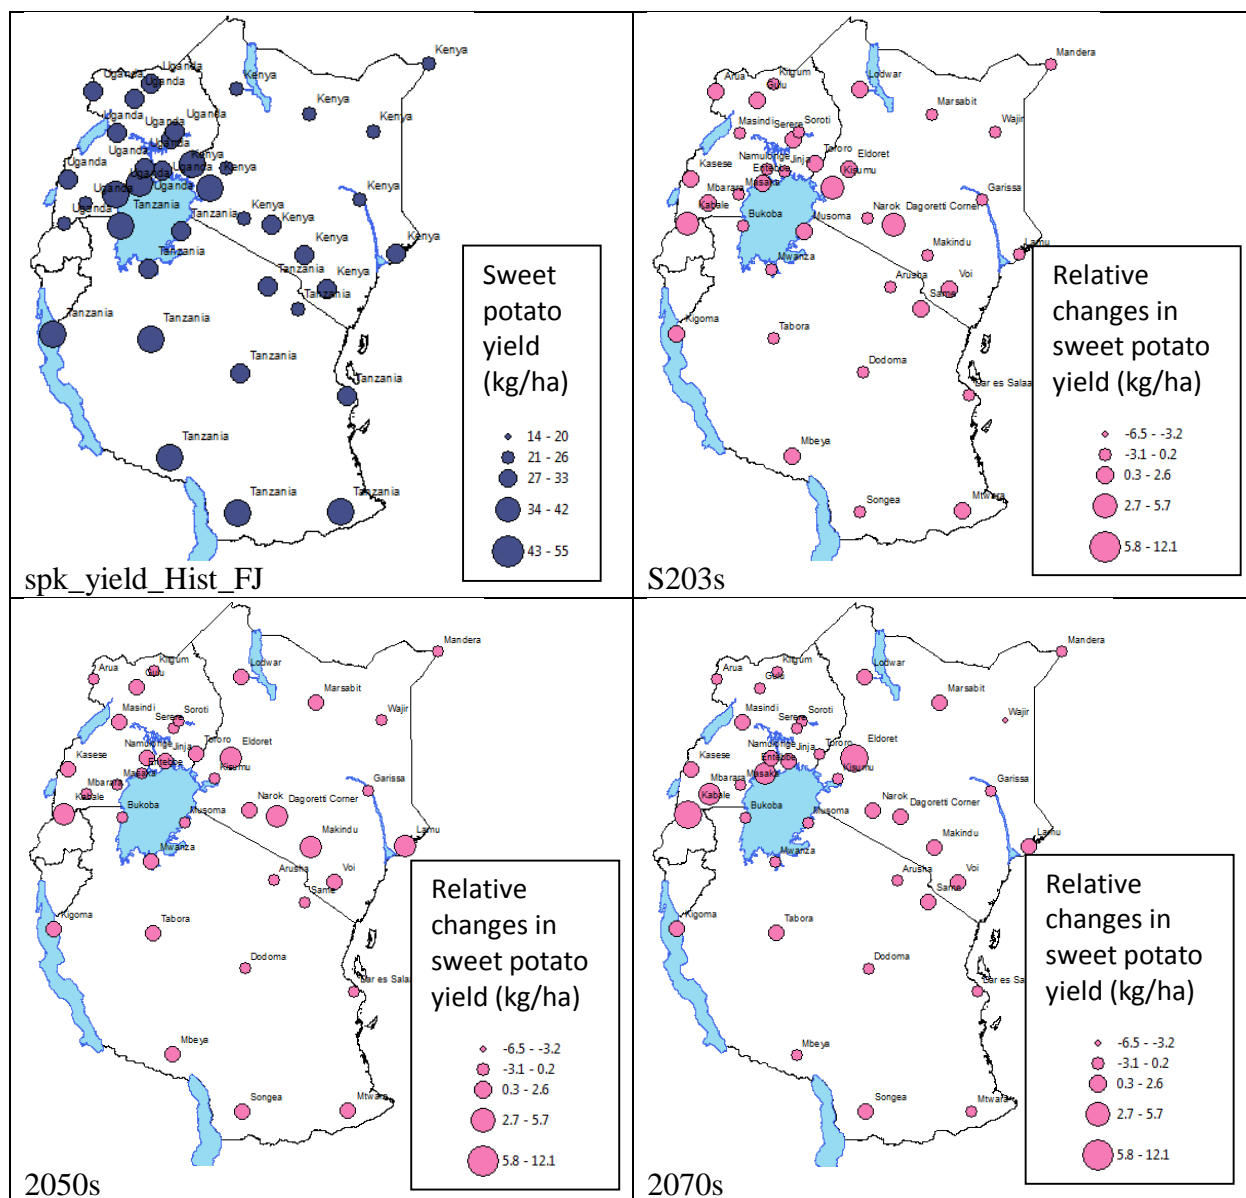 Kenya
Uganda
Uganda
Uganda
Kenya
Kenya
Kenya
Uganda
Uganda
Uganda
Uganda
Kenya
Uganda
Uganda
Uganda
Kenya
Uganda
Uganda
Uganda
Kenya
Tanzania
Tanzania
Kenya
Kenya
Kenya
Kenya
Tanzania
Tanzania
Kenya
Tanzania
Tanzania
Tanzania
Tanzania
Tanzania
Tanzania
Tanzania
Tanzania
Sweet
potato
yield
(kg/ha)
14 - 20
21 - 26
27 - 33
34 - 42
43 - 55
spk_yield_Hist_FJ
Mandera
Arua
Kitgum
Gulu
Lodwar
Marsabit
Wajir
Masindi
Serere
Soroti
Kasese
Namulonge
Entebbe
Jinja
Tororo
Eldoret
Kisumu
Mbarara
Masaka
Kabale
Garissa
Bukoba
Musoma
Narok
Dagoretti Corner
Makindu
Lamu
Mwanza
Arusha
Voi
Same
Kigoma
Tabora
Dodoma
Dar es Salaa
Mbeya
Songea
Mtwara
Relative
changes in
sweet potato
yield (kg/ha)
-6.5 - -3.2
-3.1 - 0.2
0.3 - 2.6
2.7 - 5.7
5.8 - 12.1
S203s
Mandera
Arua
Kitgum
Gulu
Lodwar
Marsabit
Wajir
Masindi
Serere
Soroti
Kasese
Namulonge
Entebbe
Jinja
Tororo
Eldoret
Kisumu
Mbarara
Masaka
Kabale
Garissa
Bukoba
Musoma
Narok
Dagoretti Corner
Makindu
Lamu
Mwanza
Arusha
Voi
Same
Kigoma
Tabora
Dodoma
Dar es Salaa
Mbeya
Songea
Mtwara
Relative
changes in
sweet potato
yield (kg/ha)
-6.5 - -3.2
-3.1 - 0.2
0.3 - 2.6
2.7 - 5.7
5.8 - 12.1
2050s
Mandera
Arua
Kitgum
Gulu
Lodwar
Marsabit
Wajir
Masindi
Serere
Soroti
Kasese
Namulonge
Entebbe
Jinja
Tororo
Eldoret
Kisumu
Mbarara
Masaka
Kabale
Garissa
Bukoba
Musoma
Narok
Dagoretti Corner
Makindu
Lamu
Mwanza
Arusha
Voi
Same
Kigoma
Tabora
Dodoma
Dar es Salaa
Mbeya
Songea
Mtwara
Relative
changes in
sweet potato
yield (kg/ha)
-6.5 - -3.2
-3.1 - 0.2
0.3 - 2.6
2.7 - 5.7
5.8 - 12.1
2070s